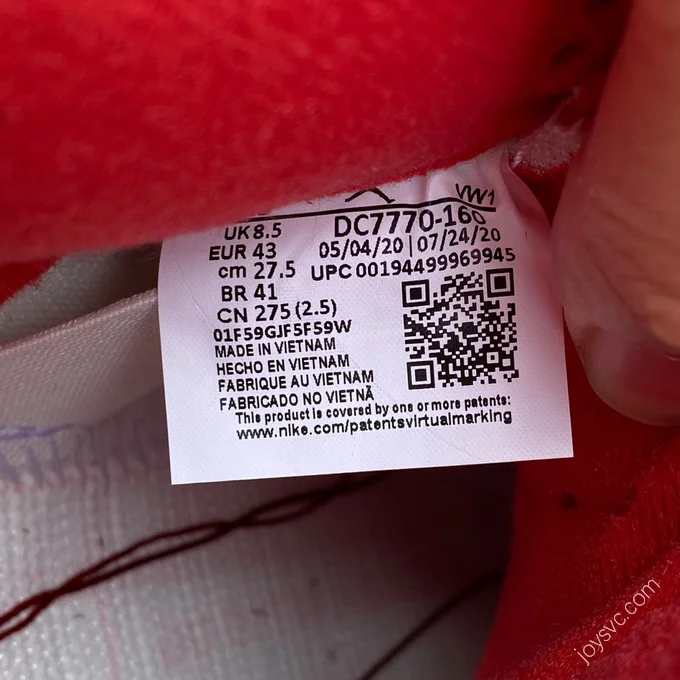 VW1
UK 8.5
DC7770-160
EUR 43
05/04/20 | 07/24/20
cm 27.5
UPC 00194499969945
BR 41
CN 275 (2.5)
01F59GJF5F59W
MADE IN VIETNAM
HECHO EN VIETNAM
FABRIQUE AU VIETNAM
FABRICADO NO VIETNÃ
This product is covered by one or more patents:
www.nike.com/patentsvirtualmarking
joysvc.com